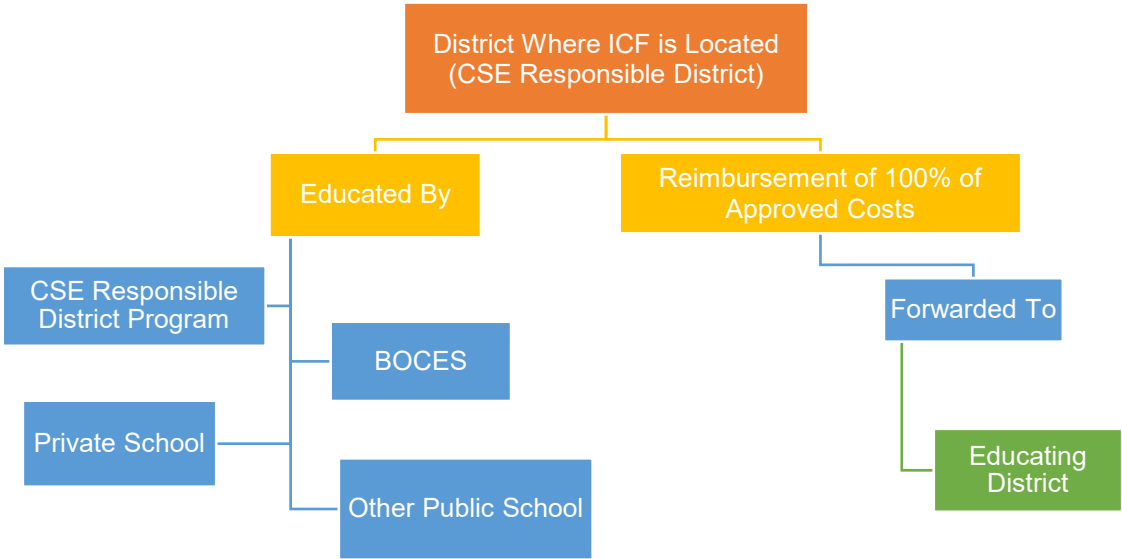 District Where ICF is Located
(CSE Responsible District)
Educated By
Reimbursement of 100% of
Approved Costs
CSE Responsible
District Program
Forwarded To
BOCES
Private School
Educating
District
Other Public School